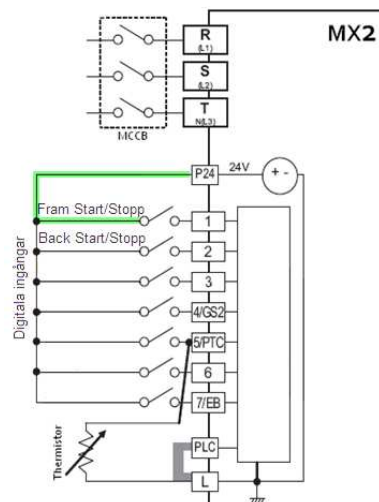 MX2
R
(L1)
S
(L2)
T
N(L3)
MCCB
P24
24V
+ -
Fram Start/Stopp
1
Back Start/Stopp
2
3
4/GS2
5/PTC
6
7/EB
Digitala ingångar
PLC
Thermistor
L